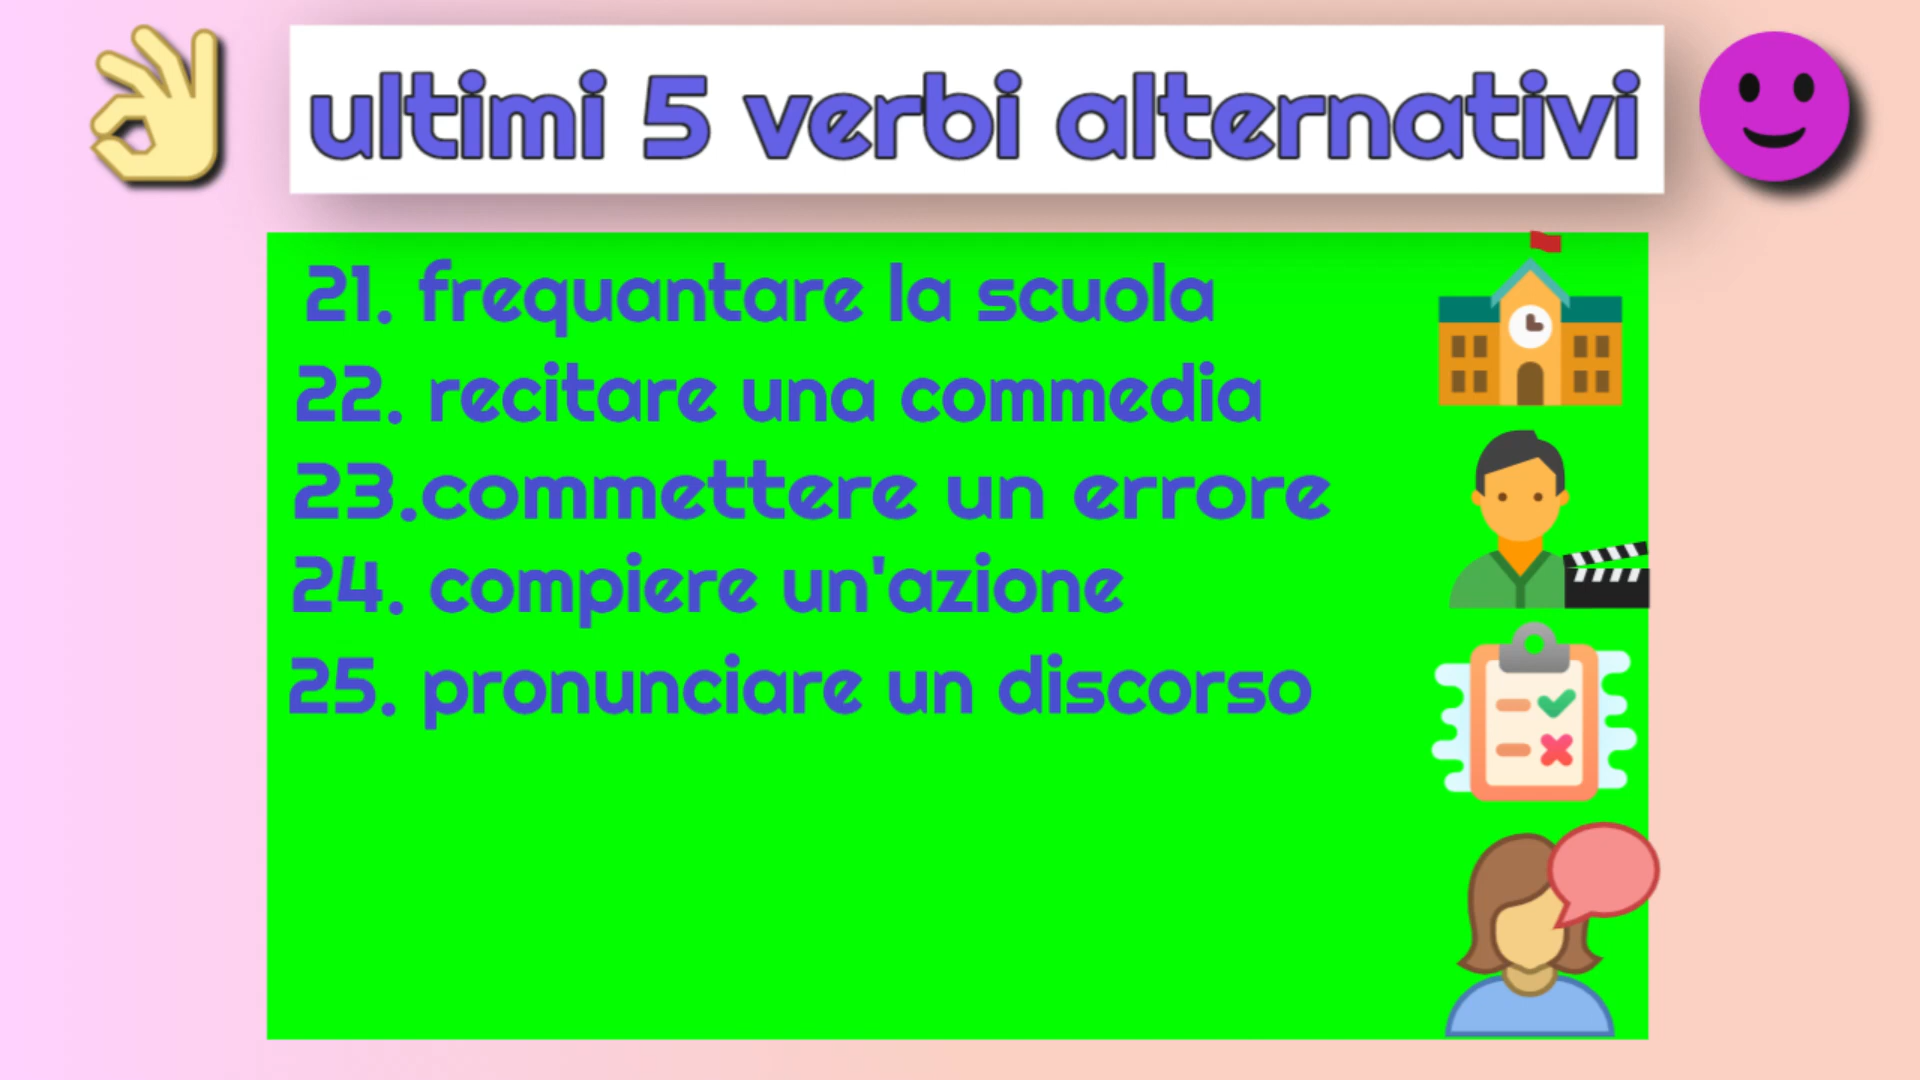 ultimi 5 verbi alternativi
21. frequantare la scuola
22. recitare una commedia
23.commettere un errore
24. compiere un'azione
25. pronunciare un discorso